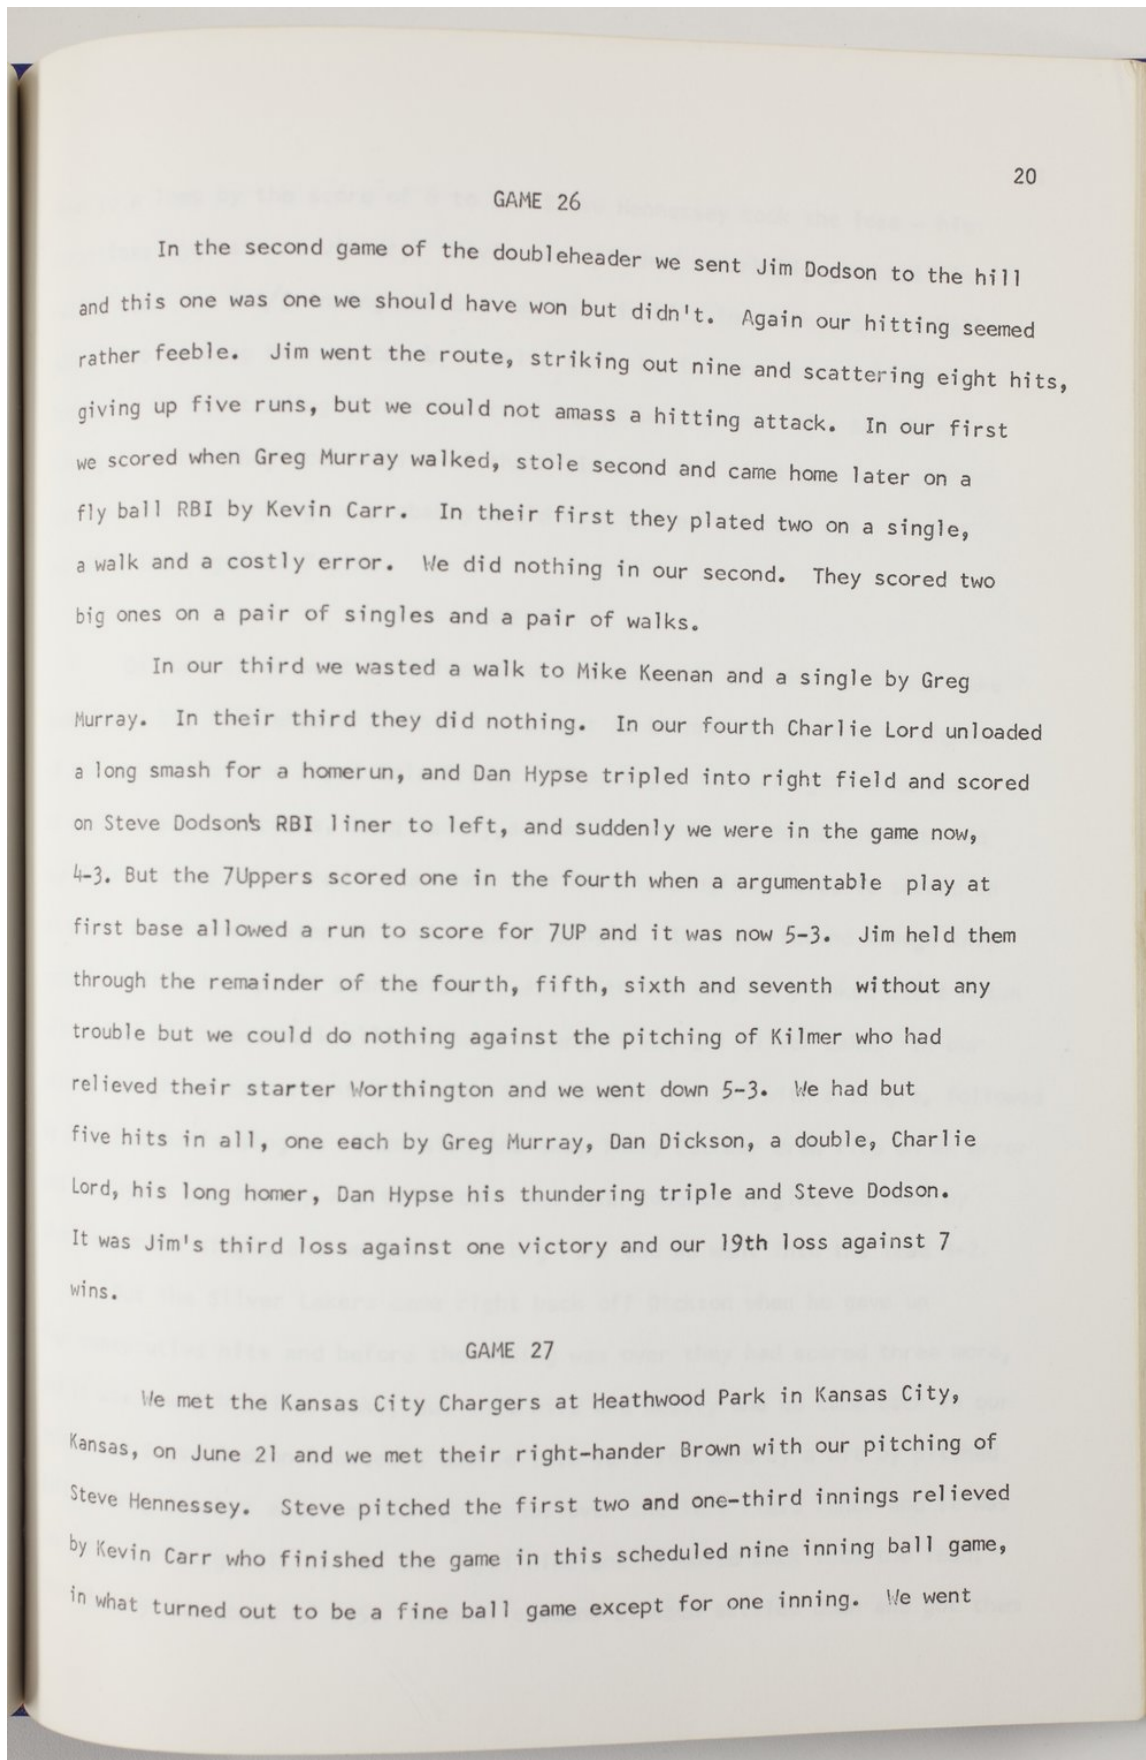 20
GAME 26
In the second game of the doubleheader we sent Jim Dodson to the hill
and this one was one we should have won but didn't. Again our hitting seemed
rather feeble. Jim went the route, striking out nine and scattering eight hits,
giving up five runs, but we could not amass a hitting attack. In our first
we scored when Greg Murray walked, stole second and came home later on a
fly ball RBI by Kevin Carr. In their first they plated two on a single,
a walk and a costly error. We did nothing in our second. They scored two
big ones on a pair of singles and a pair of walks.
In our third we wasted a walk to Mike Keenan and a single by Greg
Murray. In their third they did nothing. In our fourth Charlie Lord unloaded
a long smash for a homerun, and Dan Hypse tripled into right field and scored
on Steve Dodson's RBI liner to left, and suddenly we were in the game now,
4-3. But the 7Uppers scored one in the fourth when a argumentable play at
first base allowed a run to score for 7UP and it was now 5-3. Jim held them
through the remainder of the fourth, fifth, sixth and seventh without any
trouble but we could do nothing against the pitching of Kilmer who had
relieved their starter Worthington and we went down 5-3. We had but
five hits in all, one each by Greg Murray, Dan Dickson, a double, Charlie
Lord, his long homer, Dan Hypse his thundering triple and Steve Dodson.
It was Jim's third loss against one victory and our 19th loss against 7
wins.
GAME 27
We met the Kansas City Chargers at Heathwood Park in Kansas City,
Kansas, on June 21 and we met their right-hander Brown with our pitching of
Steve Hennessey. Steve pitched the first two and one-third innings relieved
by Kevin Carr who finished the game in this scheduled nine inning ball game,
in what turned out to be a fine ball game except for one inning. We went